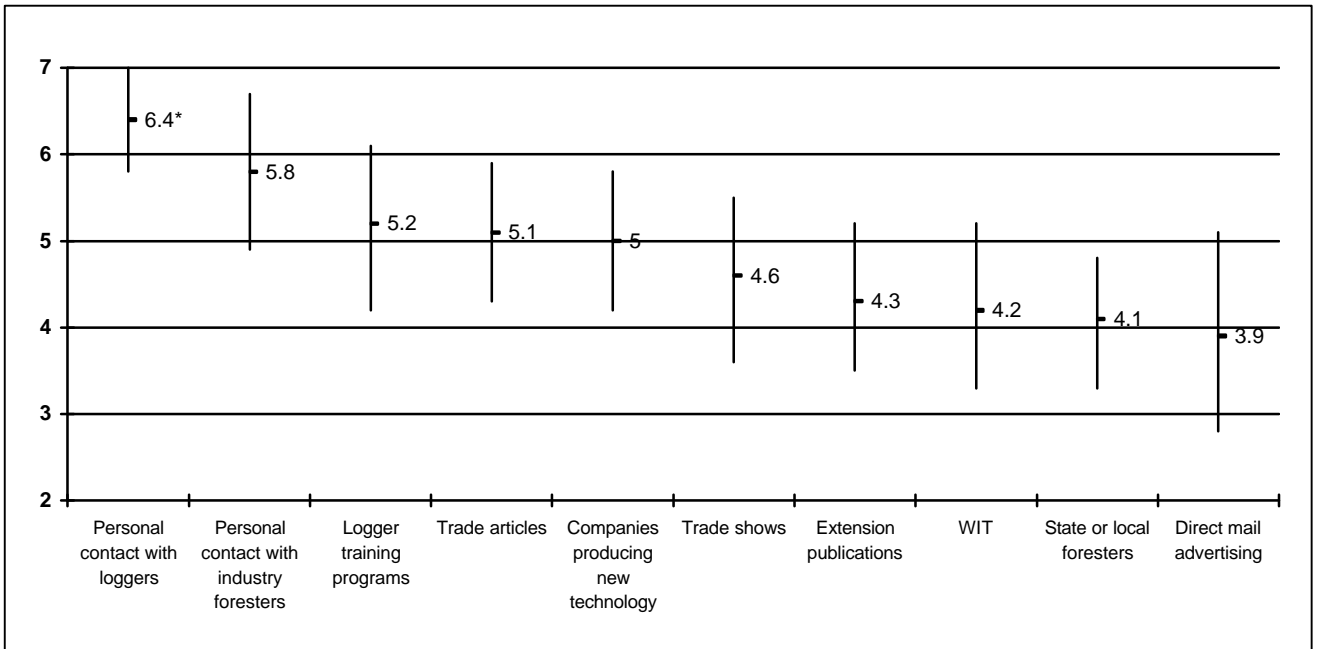 7
6
5
4
3
2
6.4*
5.8
5.2
5.1
5
4.6
4.3
4.2
4.1
3.9
Personal
contact with
loggers
Personal
contact with
industry
foresters
Logger
training
programs
Trade articles
Companies
producing
new
technology
Trade shows
Extension
publications
WIT
State or local
foresters
Direct mail
advertising